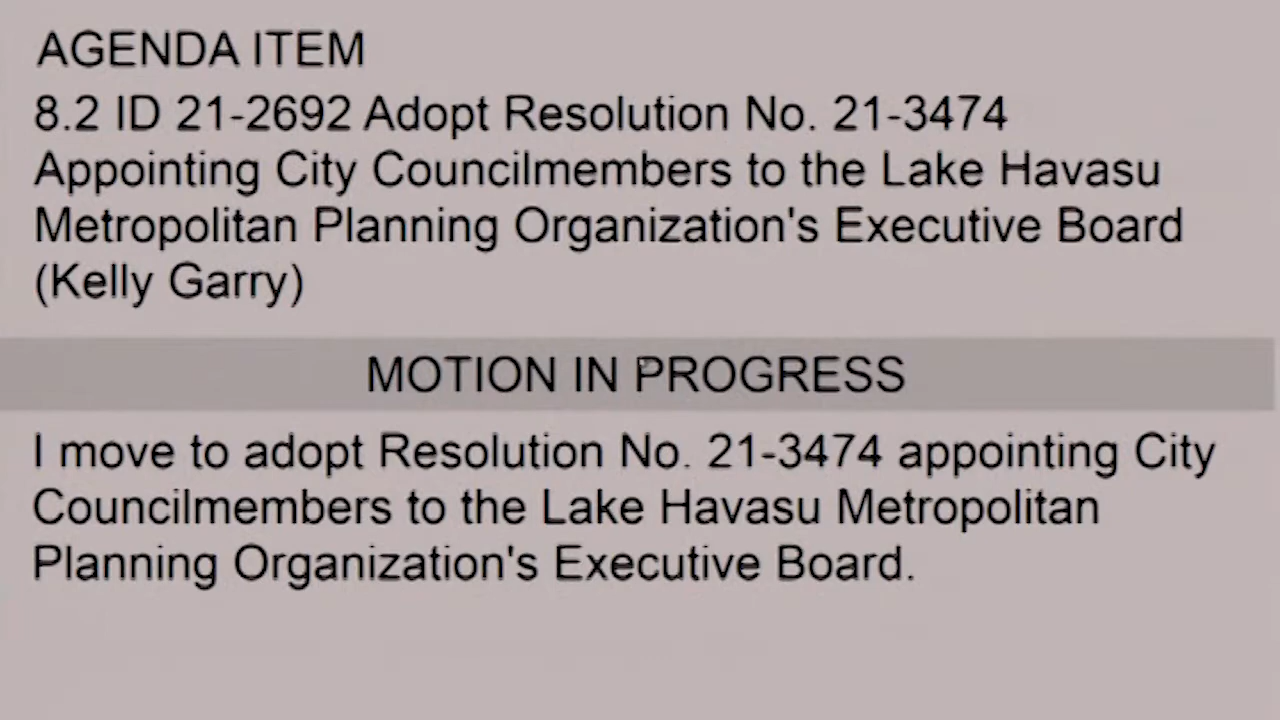 AGENDA ITEM
8.2 ID 21-2692 Adopt Resolution No. 21-3474
Appointing City Councilmembers to the Lake Havasu
Metropolitan Planning Organization's Executive Board
(Kelly Garry)
MOTION IN PROGRESS
I move to adopt Resolution No. 21-3474 appointing City
Councilmembers to the Lake Havasu Metropolitan
Planning Organization's Executive Board.